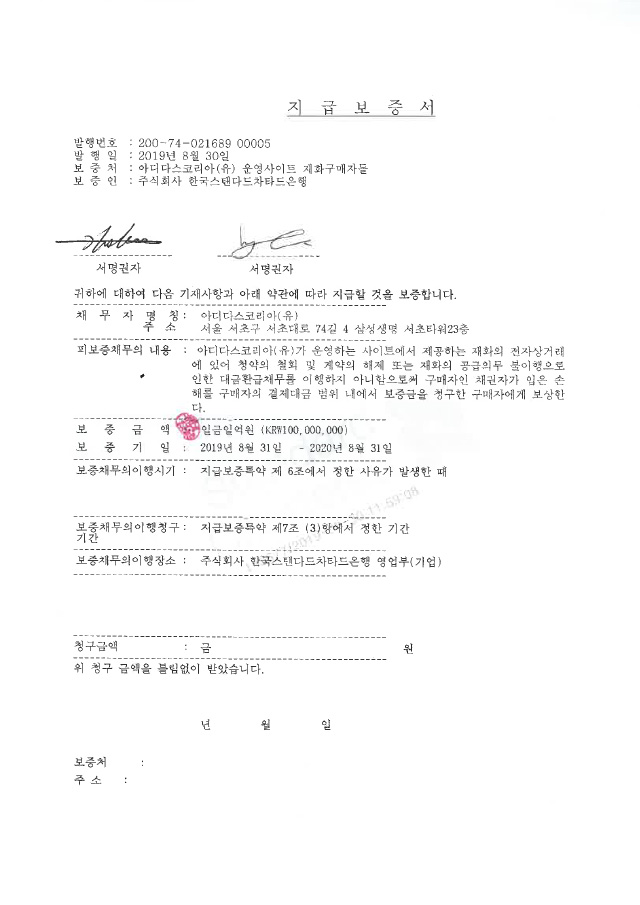 지 급 보 증 서
발행번호 : 200-74-021689 00005
발 행 일 : 2019년 8월 30일
보 증 처 : 아디다스코리아(유) 운영사이트 재화구매자들
보 증 인 : 주식회사 한국스탠다드차타드은행
서명권자 서명권자
귀하에 대하여 다음 기재사항과 아래 약관에 따라 지급할 것을 보증합니다.
채 무 자 명 칭 : 아디다스코리아(유)
주 소 서울 서초구 서초대로 74길 4 삼성생명 서초타워23층
피보증채무의 내용 : 아디다스코리아(유)가 운영하는 사이트에서 제공하는 재화의 전자상거래
에 있어 청약의 철회 및 계약의 해제 또는 재화의 공급의무 불이행으로
인한 대금환급채무를 이행하지 아니함으로써 구매자인 채권자가 입은 손
해를 구매자의 결제대금 범위 내에서 보증금을 청구한 구매자에게 보상한
다.
보 증 금 액 : 일금일억원 (KRW100,000,000)
보 증 기 일 : 2019년 8월 31일 - 2020년 8월 31일
보증채무의이행시기 : 지급보증특약 제 6조에서 정한 사유가 발생한 때
보증채무의이행청구 : 지급보증특약 제7조 (3)항에서 정한 기간
기간
보증채무의이행장소 : 주식회사 한국스탠다드차타드은행 영업부(기업)
청구금액 : 금 원
위 청구 금액을 틀림없이 받았습니다.
년 월 일
보증처 :
주 소 :